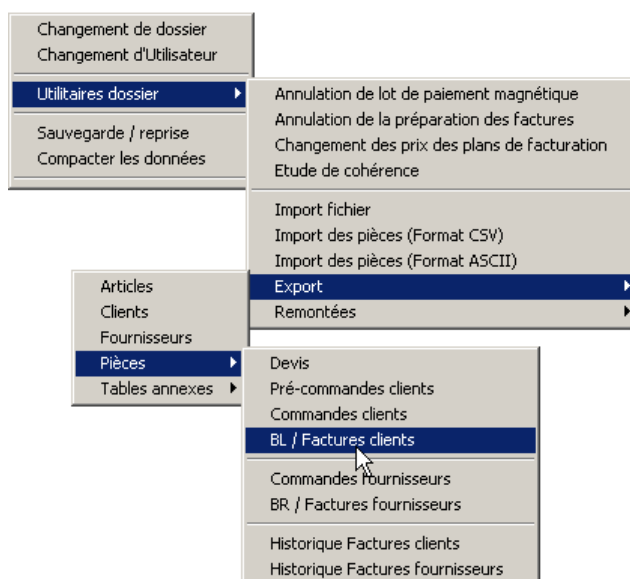 Changement de dossier
Changement d'Utilisateur
Utilitaires dossier
Sauvegarde / reprise
Compacter les données
Annulation de lot de paiement magnétique
Annulation de la préparation des factures
Changement des prix des plans de facturation
Etude de cohérence
Import fichier
Import des pièces (Format CSV)
Import des pièces (Format ASCII)
Export
Remontées
Articles
Clients
Fournisseurs
Pièces
Tables annexes
Devis
Pré-commandes clients
Commandes clients
BL / Factures clients
Commandes fournisseurs
BR / Factures fournisseurs
Historique Factures clients
Historique Factures fournisseurs